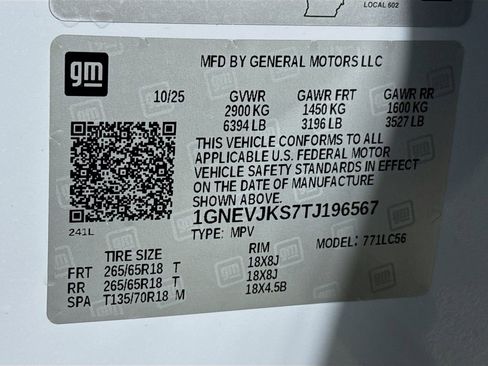 LOCAL 602
gm
MFD BY GENERAL MOTORS LLC
10/25 GVWR GAWR FRT GAWR RR
2900 KG 1450 KG 1600 KG
6394 LB 3196 LB 3527 LB
THIS VEHICLE CONFORMS TO ALL
APPLICABLE U.S. FEDERAL MOTOR
VEHICLE SAFETY STANDARDS IN EFFECT
ON THE DATE OF MANUFACTURE
SHOWN ABOVE.
1GNEVJKS7TJ196567
241L
TYPE: MPV MODEL: 771LC56
TIRE SIZE RIM
FRT 265/65R18 T 18X8J
RR 265/65R18 T 18X8J
SPA T135/70R18 M 18X4.5B